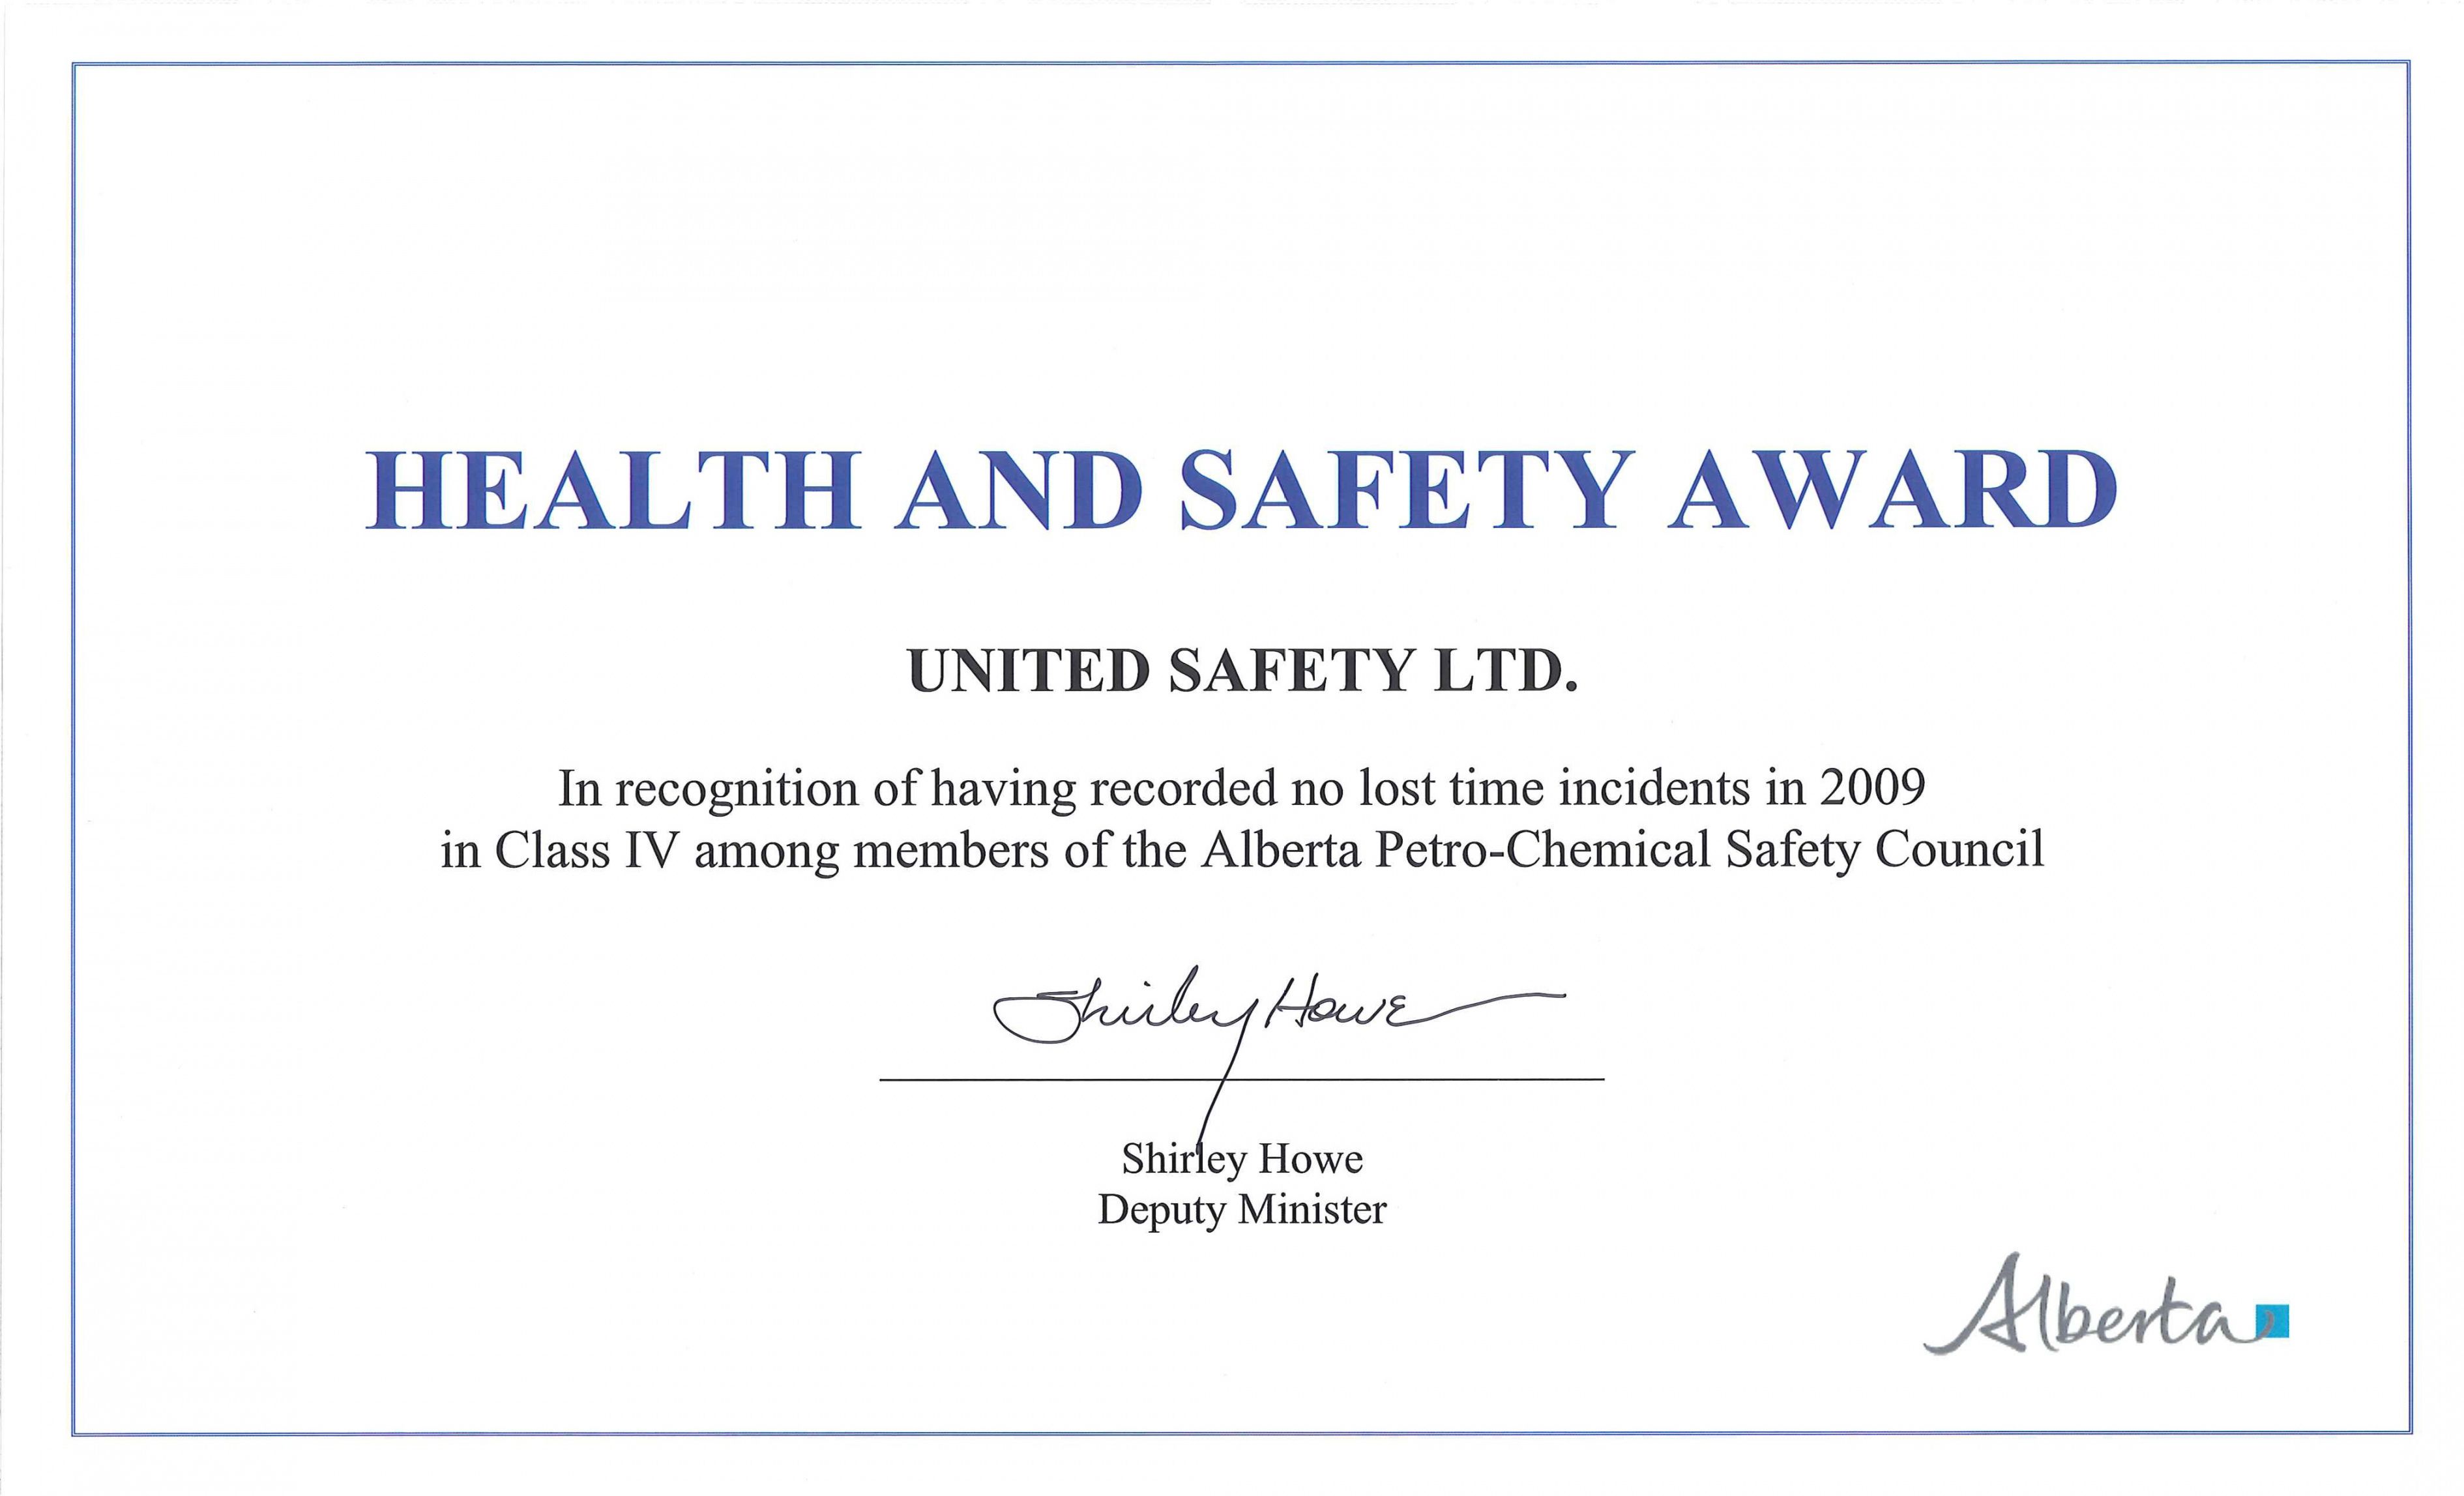 HEALTH AND SAFETY AWARD
UNITED SAFETY LTD.
In recognition of having recorded no lost time incidents in 2009
in Class IV among members of the Alberta Petro-Chemical Safety Council
Shirley Howe
Shirley Howe
Deputy Minister
Alberta